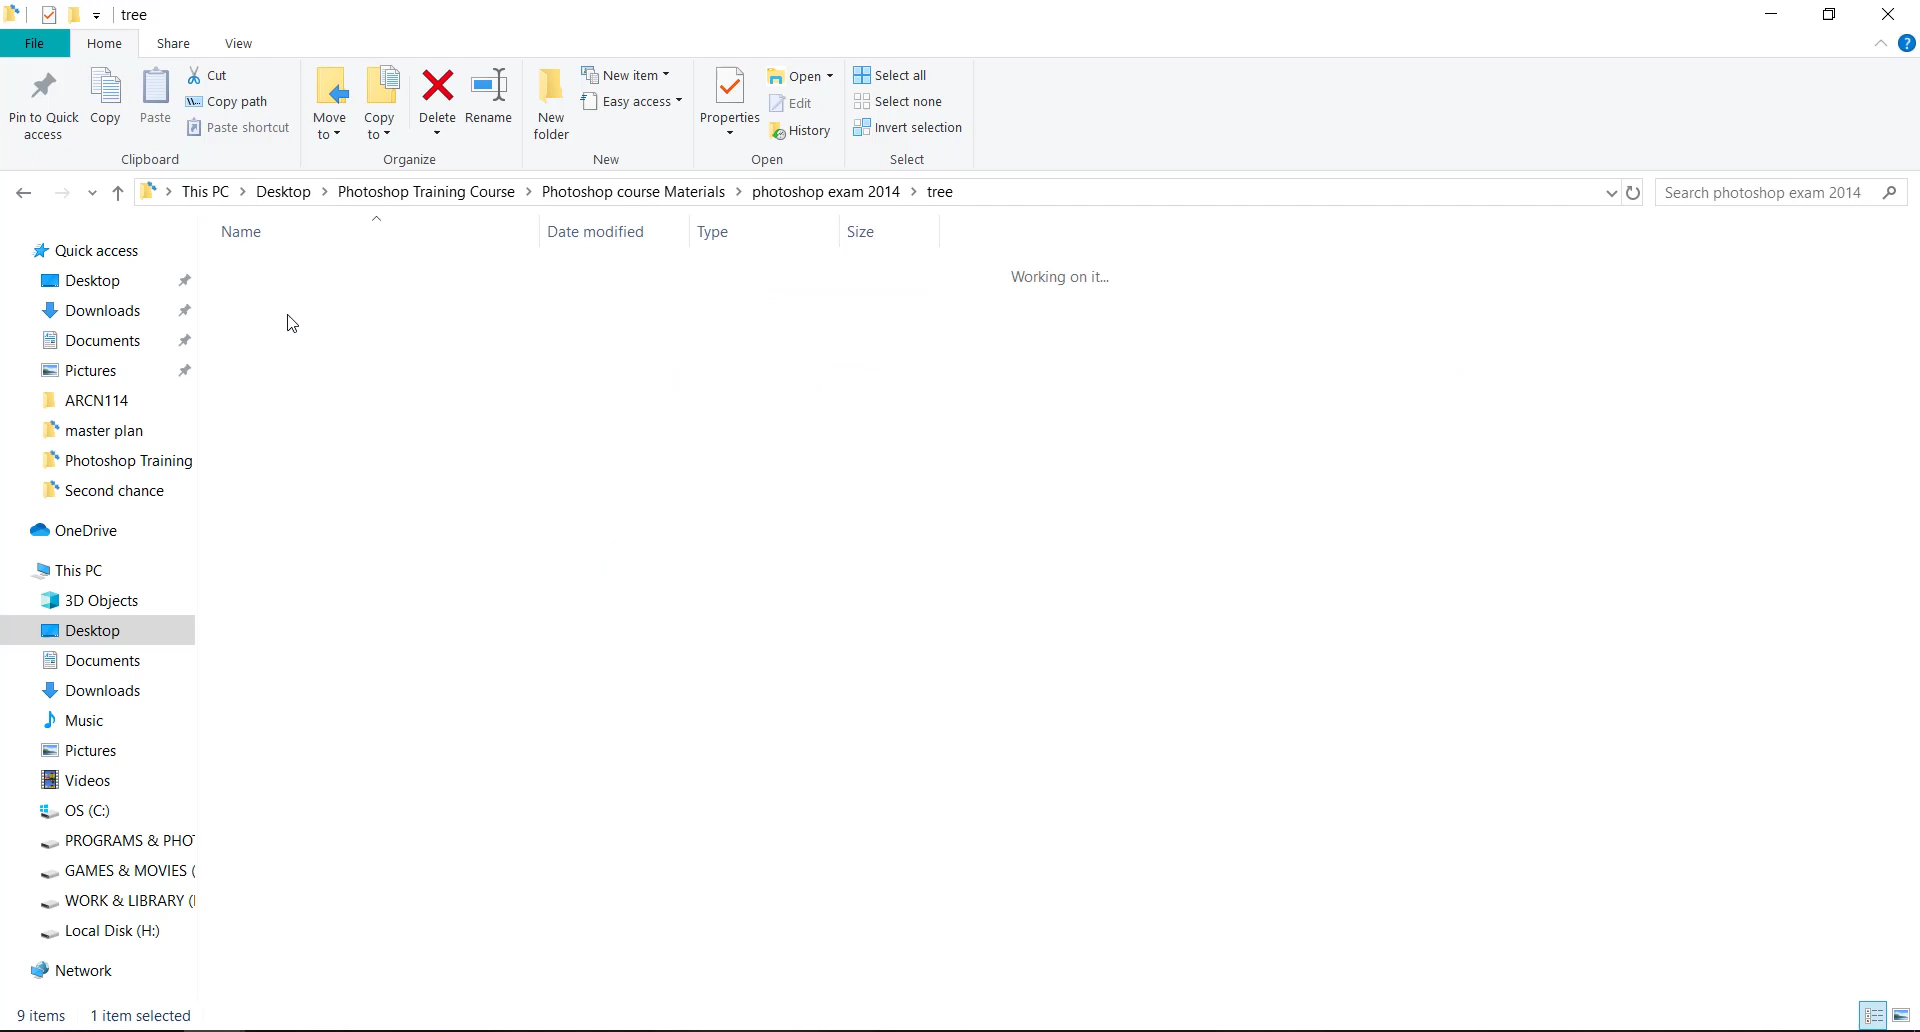 tree
File Home Share View
Pin to Quick access
Copy
Paste
Cut
Copy path
Paste shortcut
Clipboard
Move to
Copy to
Delete
Rename
Organize
New folder
New item
Easy access
New
Properties
Open
Edit
History
Open
Select all
Select none
Invert selection
Select
This PC > Desktop > Photoshop Training Course > Photoshop course Materials > photoshop exam 2014 > tree
Search photoshop exam 2014
Name Date modified Type Size
Working on it...
Quick access
Desktop
Downloads
Documents
Pictures
ARCN114
master plan
Photoshop Training
Second chance
OneDrive
This PC
3D Objects
Desktop
Documents
Downloads
Music
Pictures
Videos
OS (C:)
PROGRAMS & PHO
GAMES & MOVIES (
WORK & LIBRARY (
Local Disk (H:)
Network
9 items 1 item selected